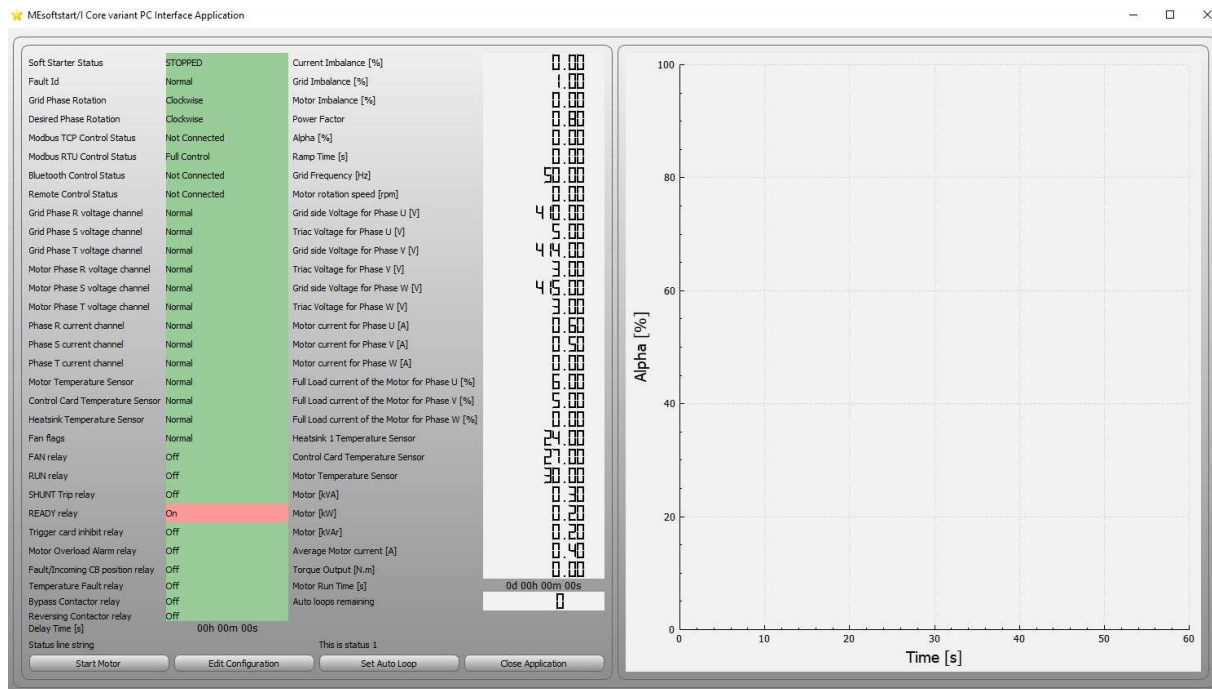 MEsoftstart/I Core variant PC Interface Application
Soft Starter Status STOPPED Current Imbalance [%] 0.00
Fault Id Normal Grid Imbalance [%] 1.00
Grid Phase Rotation Clockwise Motor Imbalance [%] 0.00
Desired Phase Rotation Clockwise Power Factor 0.80
Modbus TCP Control Status Not Connected Alpha [%] 0.00
Modbus RTU Control Status Full Control Ramp Time [s] 0.00
Bluetooth Control Status Not Connected Grid Frequency [Hz] 50.00
Remote Control Status Not Connected Motor rotation speed [rpm] 0.00
Grid Phase R voltage channel Normal Grid side Voltage for Phase U [V] 410.00
Grid Phase S voltage channel Normal Triac Voltage for Phase U [V] 5.00
Grid Phase T voltage channel Normal Grid side Voltage for Phase V [V] 414.00
Motor Phase R voltage channel Normal Triac Voltage for Phase V [V] 3.00
Motor Phase S voltage channel Normal Grid side Voltage for Phase W [V] 415.00
Motor Phase T voltage channel Normal Triac Voltage for Phase W [V] 3.00
Phase R current channel Normal Motor current for Phase U [A] 0.60
Phase S current channel Normal Motor current for Phase V [A] 0.50
Phase T current channel Normal Motor current for Phase W [A] 0.00
Motor Temperature Sensor Normal Full Load current of the Motor for Phase U [%] 6.00
Control Card Temperature Sensor Normal Full Load current of the Motor for Phase V [%] 5.00
Heatsink Temperature Sensor Normal Full Load current of the Motor for Phase W [%] 0.00
Fan flags Normal Heatsink 1 Temperature Sensor 24.00
FAN relay Off Control Card Temperature Sensor 27.00
RUN relay Off Motor Temperature Sensor 30.00
SHUNT Trip relay Off Motor [kVA] 0.30
READY relay On Motor [kW] 0.20
Trigger card inhibit relay Off Motor [kVAr] 0.20
Motor Overload Alarm relay Off Average Motor current [A] 0.40
Fault/Incoming CB position relay Off Torque Output [N.m] 0.00
Temperature Fault relay Off Motor Run Time [s] 0d 00h 00m 00s
Bypass Contactor relay Off Auto loops remaining 0
Reversing Contactor relay Off
Delay Time [s] 00h 00m 00s
Status line string This is status 1
Start Motor Edit Configuration Set Auto Loop Close Application
100
80
60
40
20
0
Alpha [%]
0 10 20 30 40 50 60
Time [s]